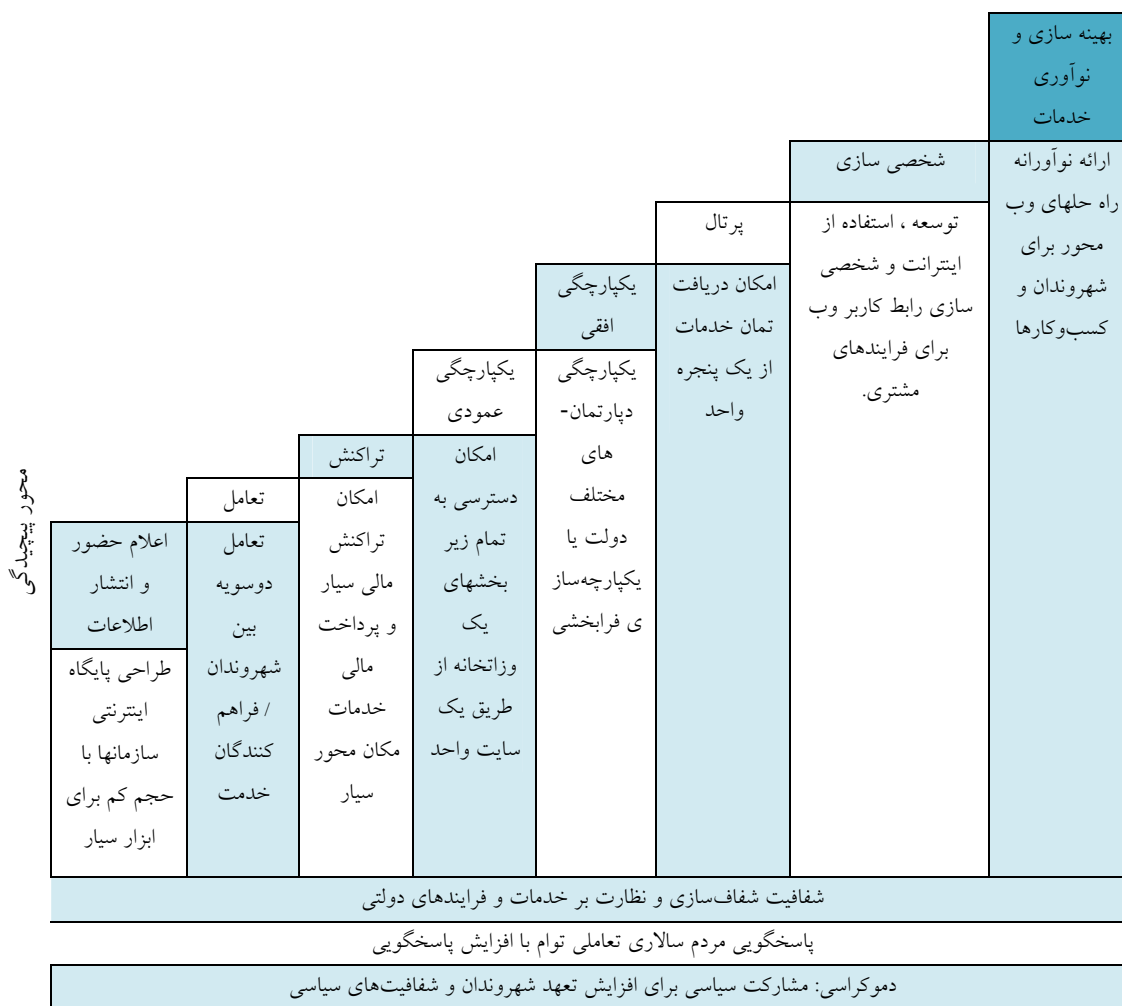 بهینه سازی و
نوآوری
خدمات
ارائه نوآورانه
راه حلهای وب
محور برای
شهروندان و
کسب‌وکارها
شخصی سازی
توسعه ، استفاده از
اینترانت و شخصی
سازی رابط کاربر وب
برای فرایندهای
مشتری.
پرتال
امکان دریافت
تمان خدمات
از یک پنجره
واحد
یکپارچگی
افقی
یکپارچگی
دپارتمان-
های
مختلف
دولت یا
یکپارچه‌ساز
ی فرابخشی
یکپارچگی
عمودی
امکان
دسترسی به
تمام زیر
بخشهای
یک
وزاتخانه از
طریق یک
سایت واحد
تراکنش
امکان
تراکنش
مالی سیار
و پرداخت
مالی
خدمات
مکان محور
سیار
تعامل
تعامل
دوسویه
بین
شهروندان
/ فراهم
کنندگان
خدمت
اعلام حضور
و انتشار
اطلاعات
طراحی پایگاه
اینترنتی
سازمانها با
حجم کم برای
ابزار سیار
محور پیچیدگی
شفافیت شفاف‌سازی و نظارت بر خدمات و فرایندهای دولتی
پاسخگویی مردم سالاری تعاملی توام با افزایش پاسخگویی
دموکراسی: مشارکت سیاسی برای افزایش تعهد شهروندان و شفافیت‌های سیاسی